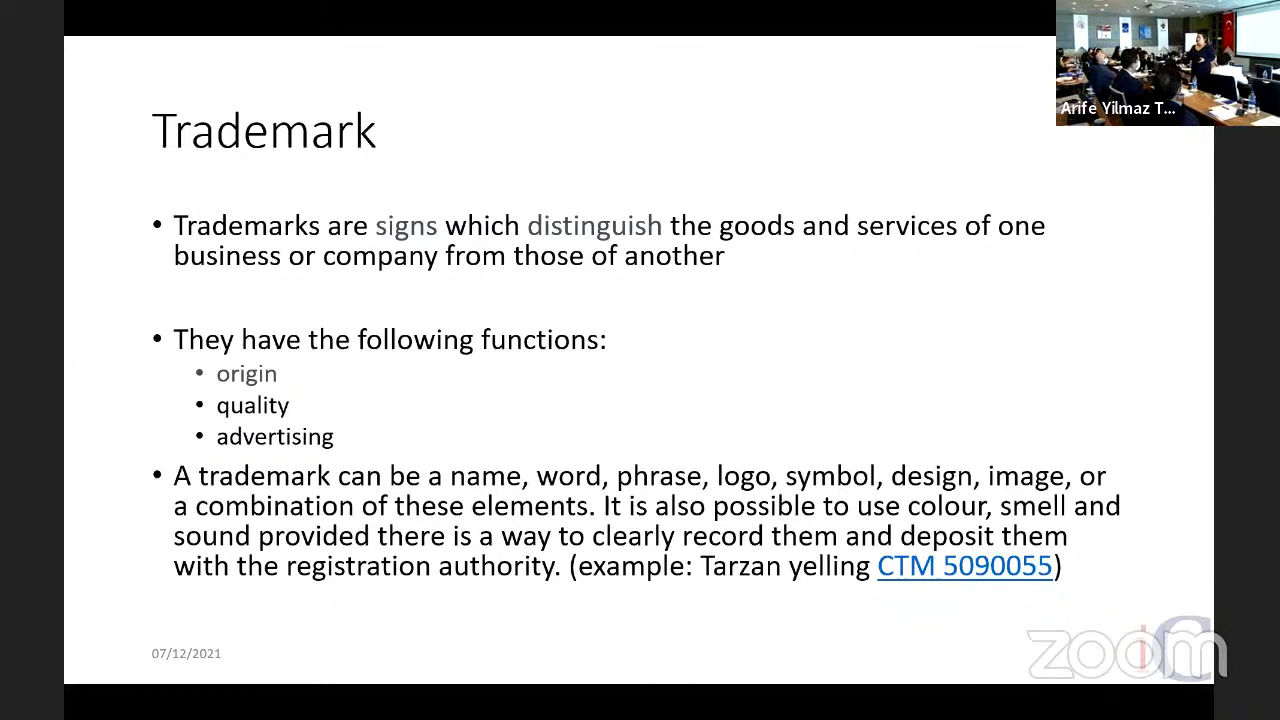 Arife Yilmaz T...
Trademark
• Trademarks are signs which distinguish the goods and services of one
business or company from those of another
• They have the following functions:
• origin
• quality
• advertising
• A trademark can be a name, word, phrase, logo, symbol, design, image, or
a combination of these elements. It is also possible to use colour, smell and
sound provided there is a way to clearly record them and deposit them
with the registration authority. (example: Tarzan yelling CTM 5090055)
07/12/2021
zoom